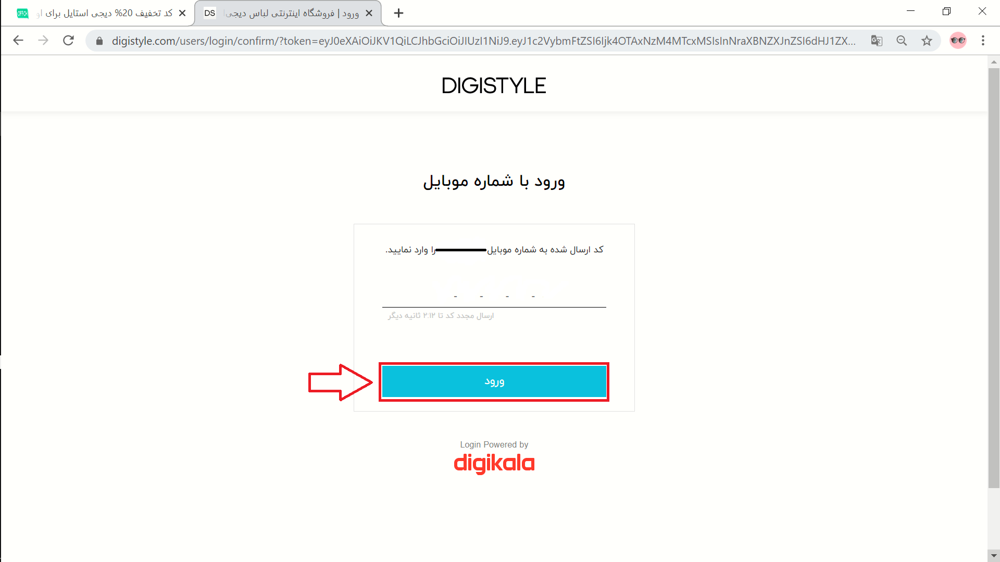 OFFCH کد تخفیف 20% دیجی استایل برای او
DS ورود | فروشگاه اینترنتی لباس دیجی‌ا
digistyle.com/users/login/confirm/?token=eyJ0eXAiOiJKV1QiLCJhbGciOiJIUzI1NiJ9.eyJ1c2VybmFtZSI6Ijk4OTAxNzM4MTcxMSIsInNraXBNZXJnZSI6dHJ1ZX...
DIGISTYLE
ورود با شماره موبایل
کد ارسال شده به شماره موبایل را وارد نمایید.
- - - -
ارسال مجدد کد تا ۲:۱۲ ثانیه دیگر
ورود
Login Powered by
digikala